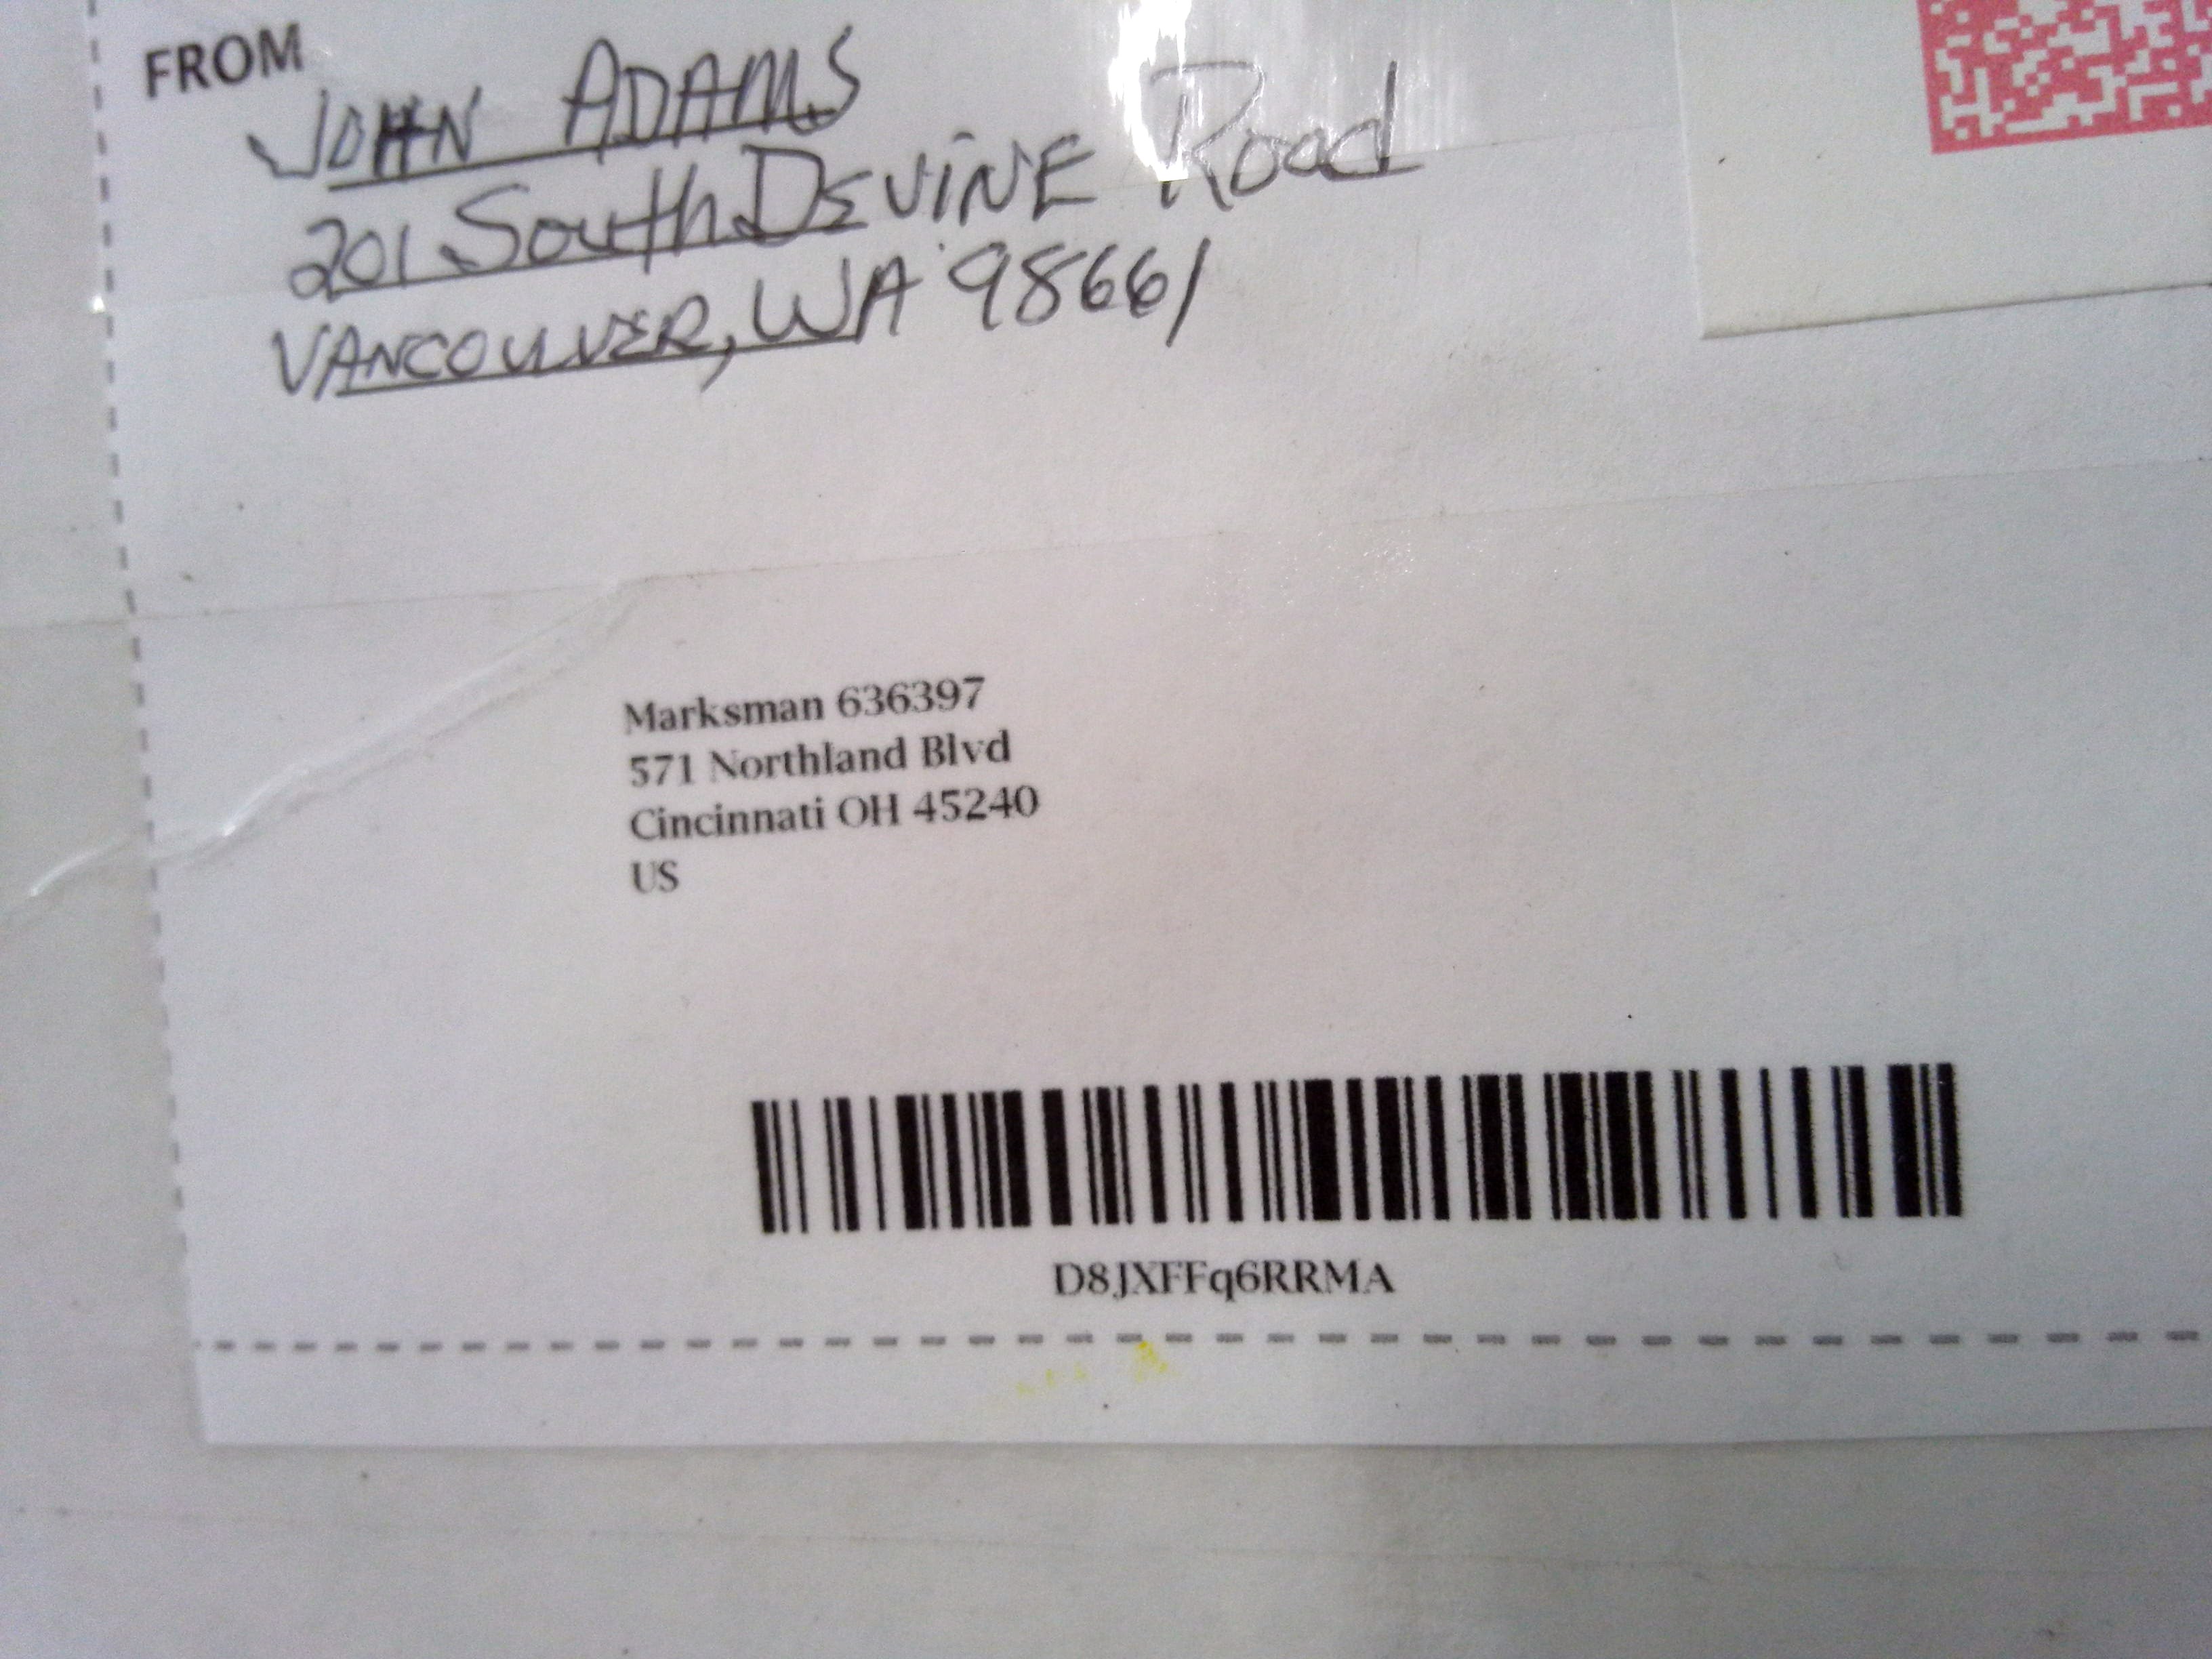 FROM
JOHN ADAMS
201 South DEViNE Road
VANCOUVER, WA 98661
Marksman 636397
571 Northland Blvd
Cincinnati OH 45240
US
D8JXFFq6RRMA